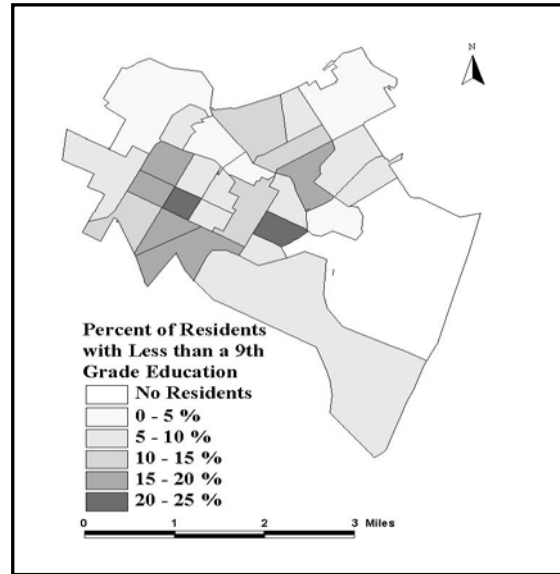 N
Percent of Residents
with Less than a 9th
Grade Education
No Residents
0 - 5 %
5 - 10 %
10 - 15 %
15 - 20 %
20 - 25 %
0 1 2 3 Miles